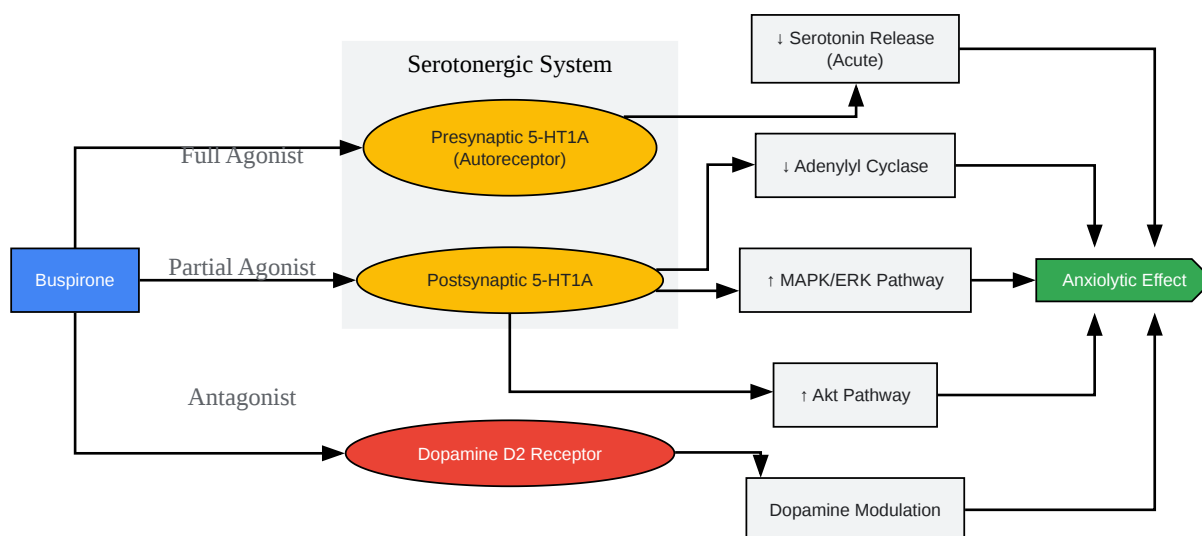 ↓ Serotonin Release
(Acute)
Serotonergic System
Presynaptic 5-HT1A
(Autoreceptor)
Full Agonist
↓ Adenylyl Cyclase
Partial Agonist
Buspirone
Postsynaptic 5-HT1A
↑ MAPK/ERK Pathway
Anxiolytic Effect
Antagonist
↑ Akt Pathway
Dopamine D2 Receptor
Dopamine Modulation